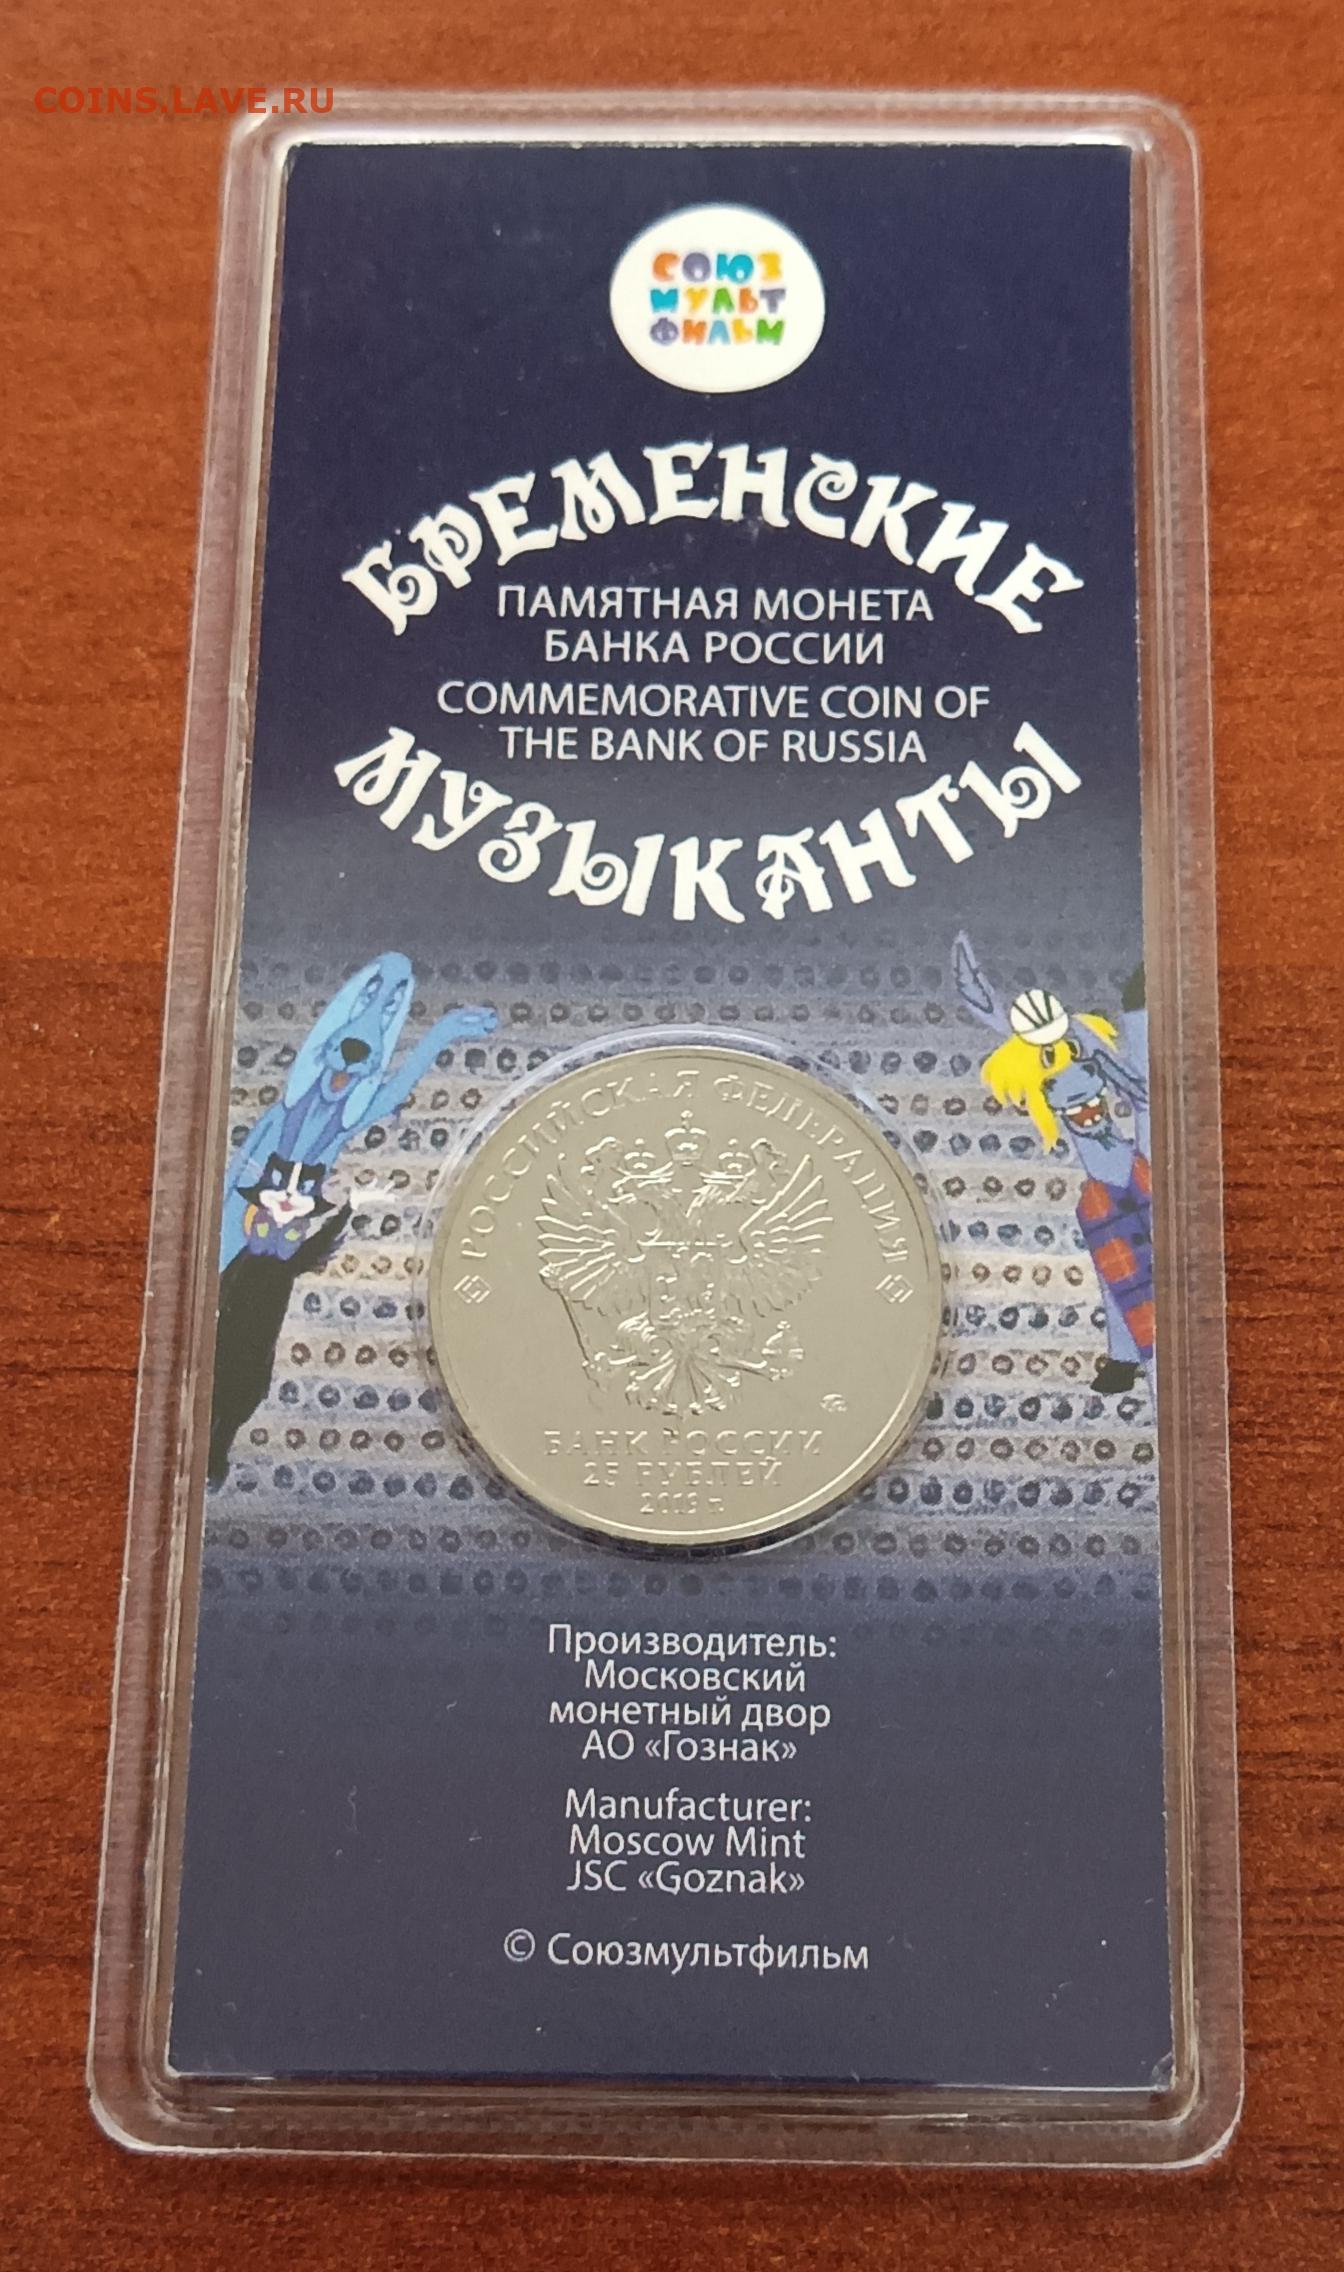 COINS.LAVE.RU
СОЮЗ
МУЛЬТ
ФИЛЬМ
БРЕМЕНСКИЕ
ПАМЯТНАЯ МОНЕТА
БАНКА РОССИИ
COMMEMORATIVE COIN OF
THE BANK OF RUSSIA
МУЗЫКАНТЫ
РОССИЙСКАЯ ФЕДЕРАЦИЯ
БАНК РОССИИ
25 РУБЛЕЙ
2019 г.
Производитель:
Московский
монетный двор
АО «Гознак»
Manufacturer:
Moscow Mint
JSC «Goznak»
© Союзмультфильм